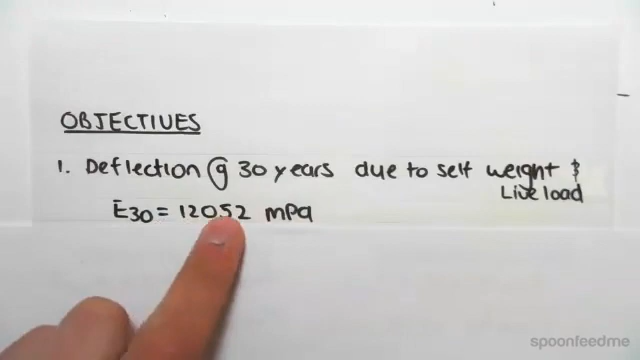 OBJECTIVES
1. Deflection @ 30 years due to self weight &
Live load
E30 = 12052 mpa
spoonfeedme